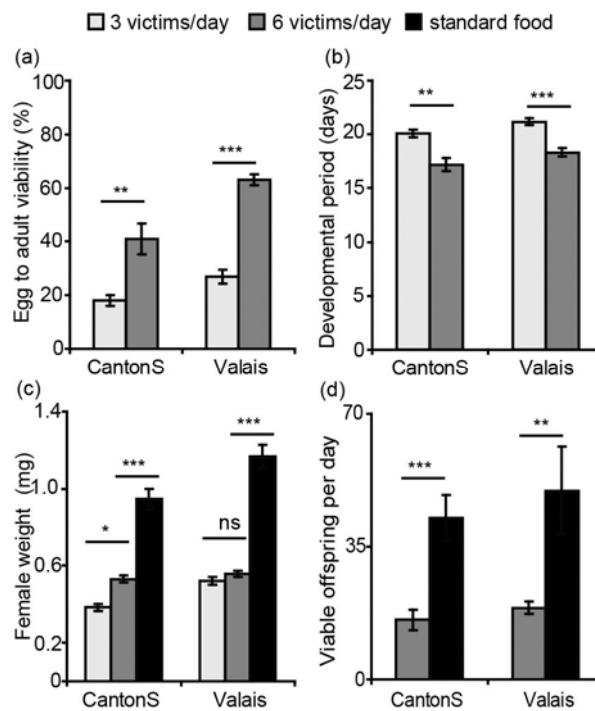 3 victims/day 6 victims/day standard food
(a)
Egg to adult viability (%)
100
80
60
40
20
0
**
***
CantonS Valais
(b)
Developmental period (days)
25
20
15
10
5
0
**
***
CantonS Valais
(c)
Female weight (mg)
1.4
1.0
0.6
0.2
0
*
***
ns
***
CantonS Valais
(d)
Viable offspring per day
70
35
0
***
**
CantonS Valais